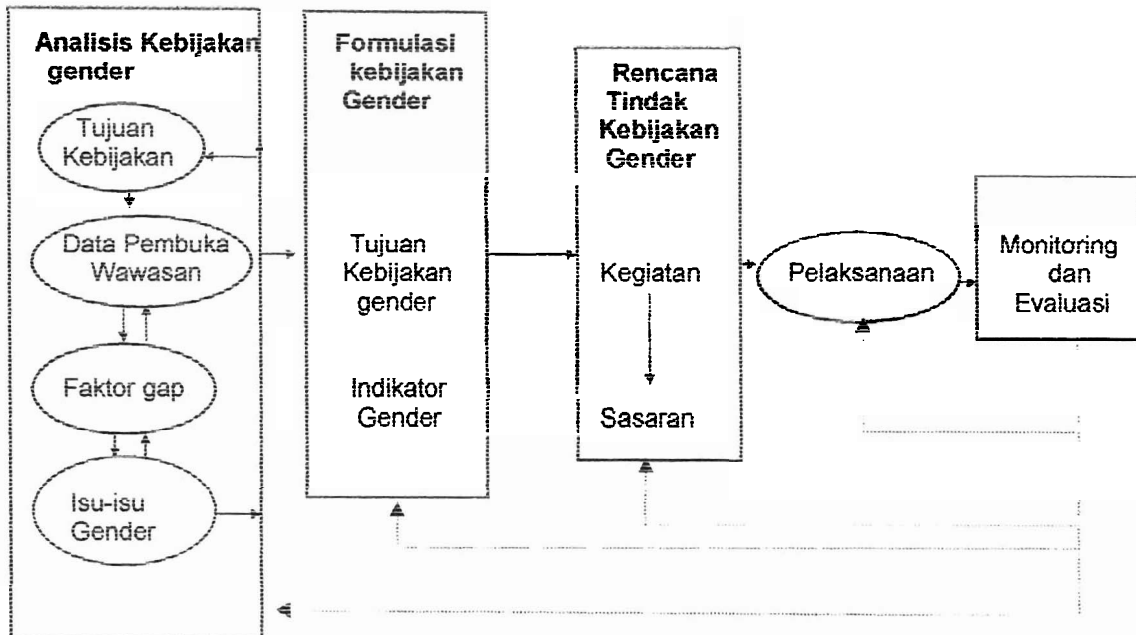 Analisis Kebijakan
gender
Tujuan
Kebijakan
Data Pembuka
Wawasan
Faktor gap
Isu-isu
Gender
Formulasi
kebijakan
Gender
Tujuan
Kebijakan
gender
Indikator
Gender
Rencana
Tindak
Kebijakan
Gender
Kegiatan
Sasaran
Pelaksanaan
Monitoring
dan
Evaluasi